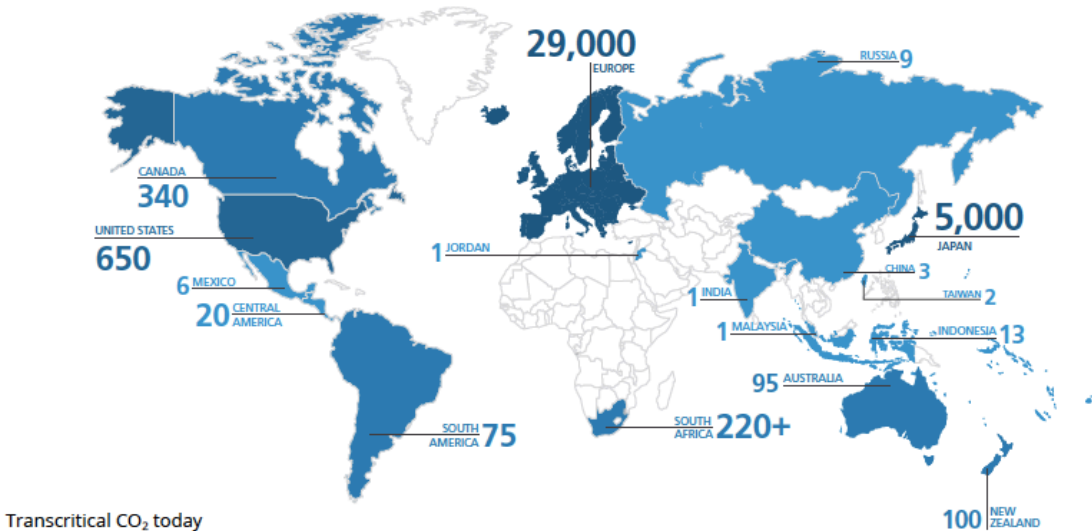 29,000
EUROPE
RUSSIA 9
CANADA
340
UNITED STATES
650
5,000
JAPAN
1 JORDAN
6 MEXICO
20 CENTRAL
AMERICA
CHINA 3
1 INDIA
TAIWAN 2
1 MALAYSIA
INDONESIA 13
95 AUSTRALIA
SOUTH
AMERICA 75
SOUTH
AFRICA 220+
100 NEW
ZEALAND
Transcritical CO₂ today